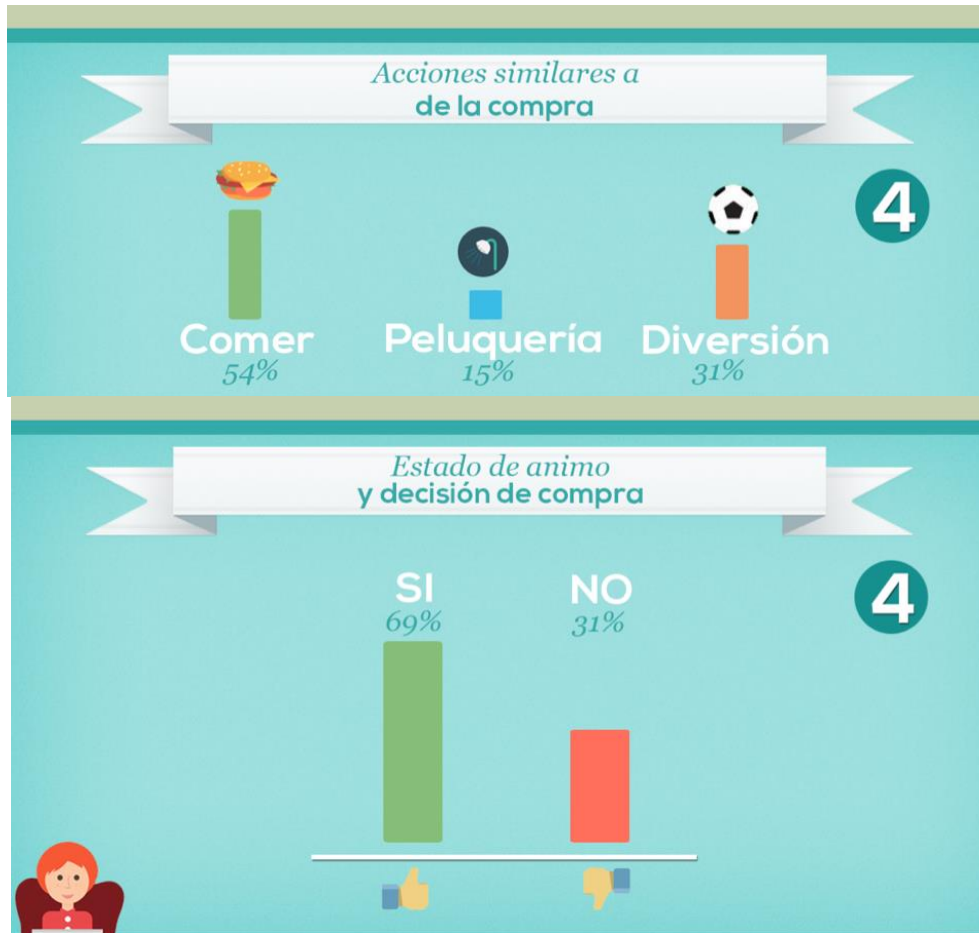 Acciones similares a
de la compra
4
Comer
54%
Peluquería
15%
Diversión
31%
Estado de animo
y decisión de compra
4
SI
69%
NO
31%